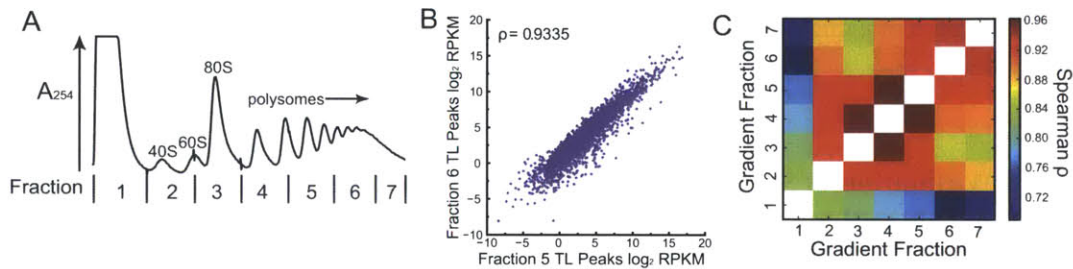 A
A254
40S
60S
80S
polysomes
Fraction 1 2 3 4 5 6 7
B
ρ = 0.9335
Fraction 6 TL Peaks log2 RPKM
20
15
10
5
0
-5
-10
-10 -5 0 5 10 15 20
Fraction 5 TL Peaks log2 RPKM
C
Gradient Fraction
7
6
5
4
3
2
1
1 2 3 4 5 6 7
Gradient Fraction
0.96
0.92
0.88
0.84
0.80
0.76
0.72
Spearman ρ